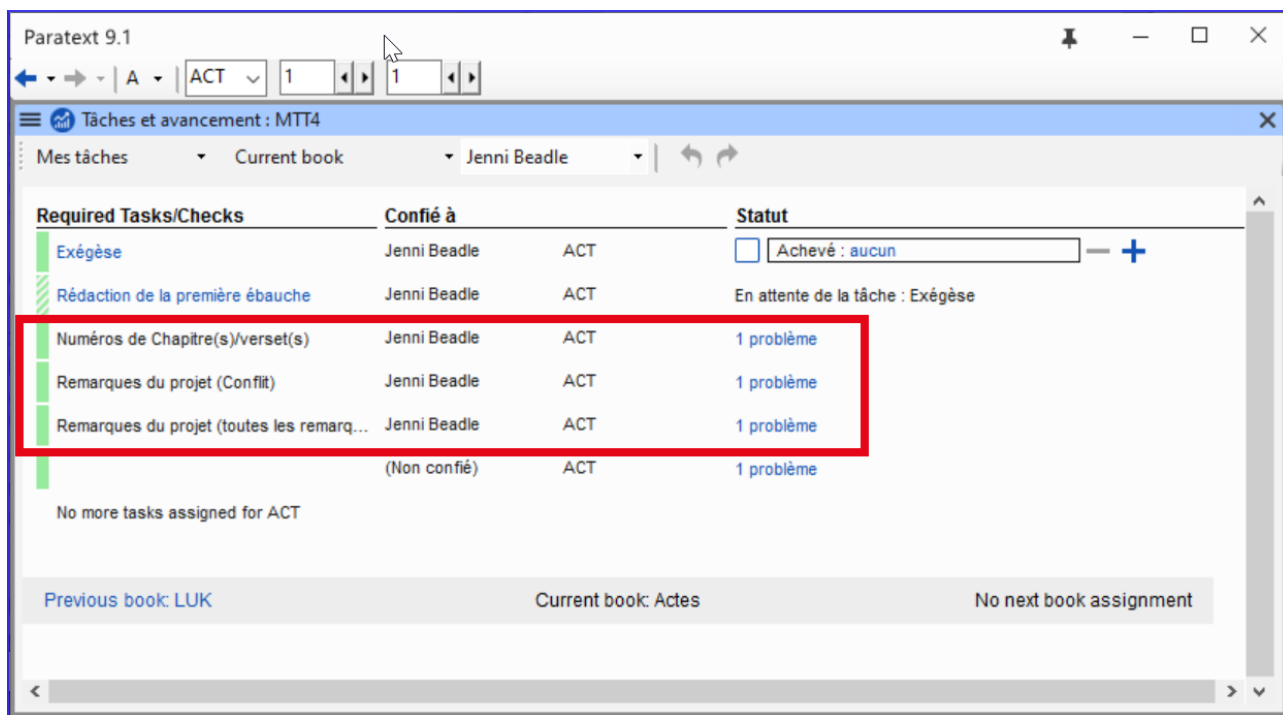 Paratext 9.1
A ACT 1 1
Tâches et avancement : MTT4
Mes tâches Current book Jenni Beadle
Required Tasks/Checks Confié à Statut
Exégèse Jenni Beadle ACT Achevé : aucun
Rédaction de la première ébauche Jenni Beadle ACT En attente de la tâche : Exégèse
Numéros de Chapitre(s)/verset(s) Jenni Beadle ACT 1 problème
Remarques du projet (Conflit) Jenni Beadle ACT 1 problème
Remarques du projet (toutes les remarq... Jenni Beadle ACT 1 problème
(Non confié) ACT 1 problème
No more tasks assigned for ACT
Previous book: LUK Current book: Actes No next book assignment